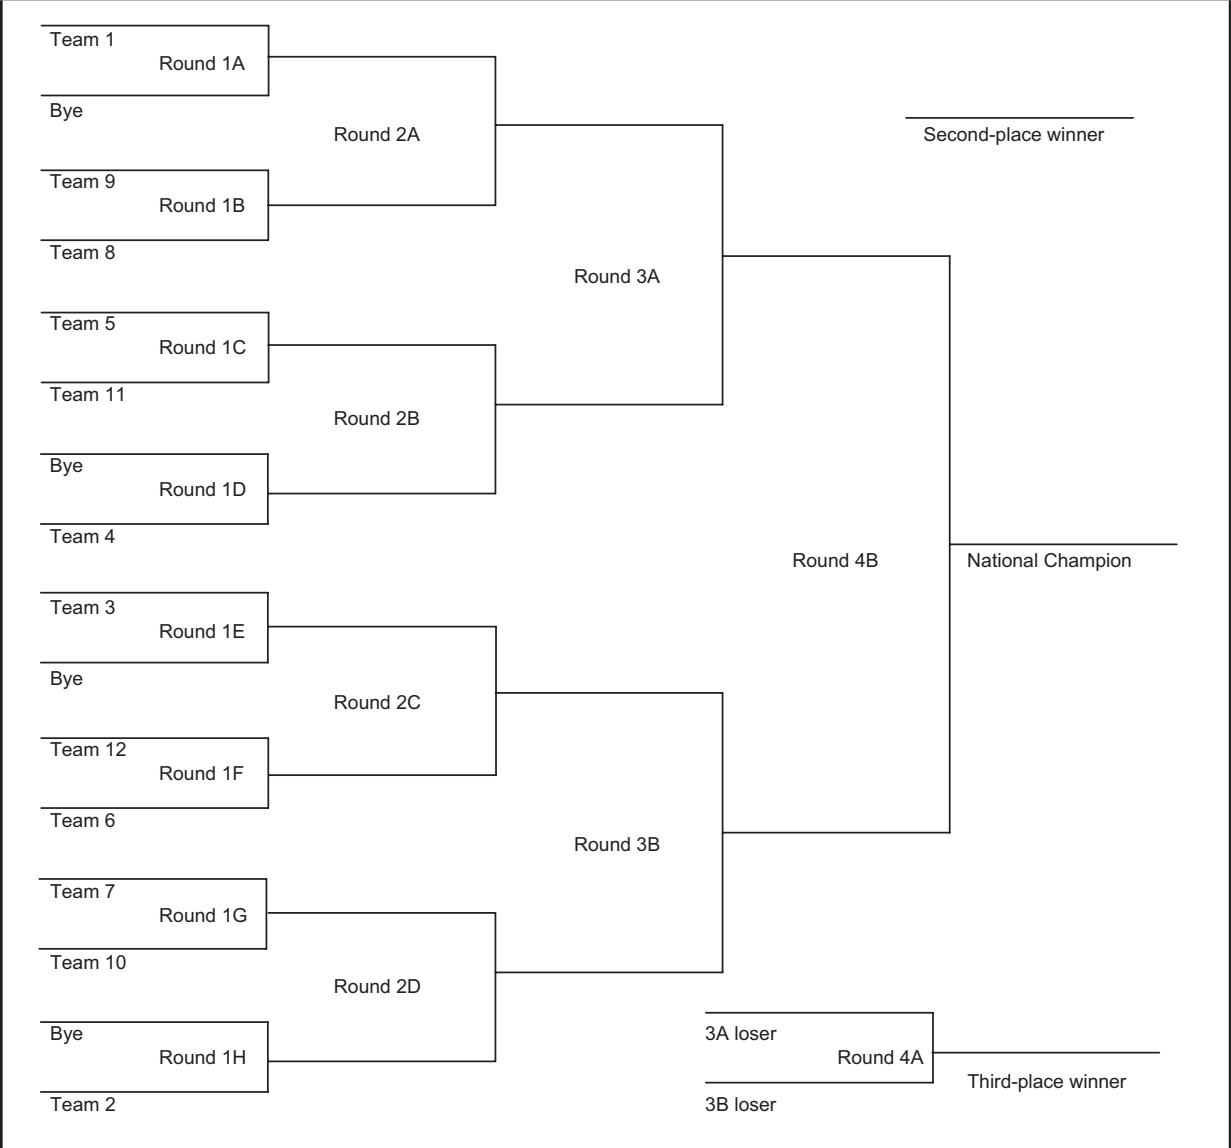 Team 1
Round 1A
Bye
Round 2A
Second-place winner
Team 9
Round 1B
Team 8
Round 3A
Team 5
Round 1C
Team 11
Round 2B
Bye
Round 1D
Team 4
Round 4B
National Champion
Team 3
Round 1E
Bye
Round 2C
Team 12
Round 1F
Team 6
Round 3B
Team 7
Round 1G
Team 10
Round 2D
Bye
3A loser
Round 1H
Round 4A
Third-place winner
Team 2
3B loser